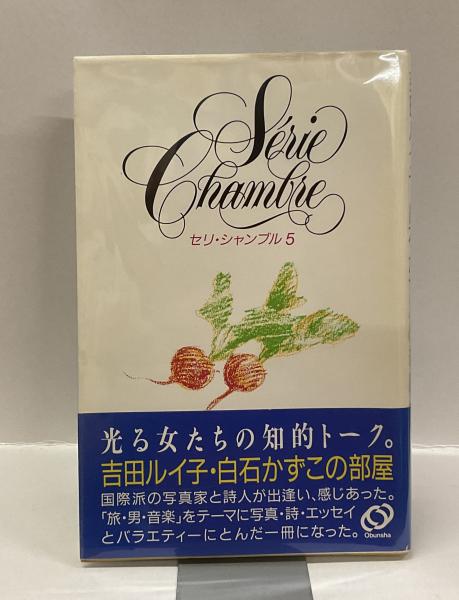 Série
Chambre
セリ・シャンブル5
光る女たちの知的トーク。
吉田ルイ子・白石かずこの部屋
国際派の写真家と詩人が出逢い、感じあった。
「旅・男・音楽」をテーマに写真・詩・エッセイ
とバラエティーにとんだ一冊になった。
Obunsha